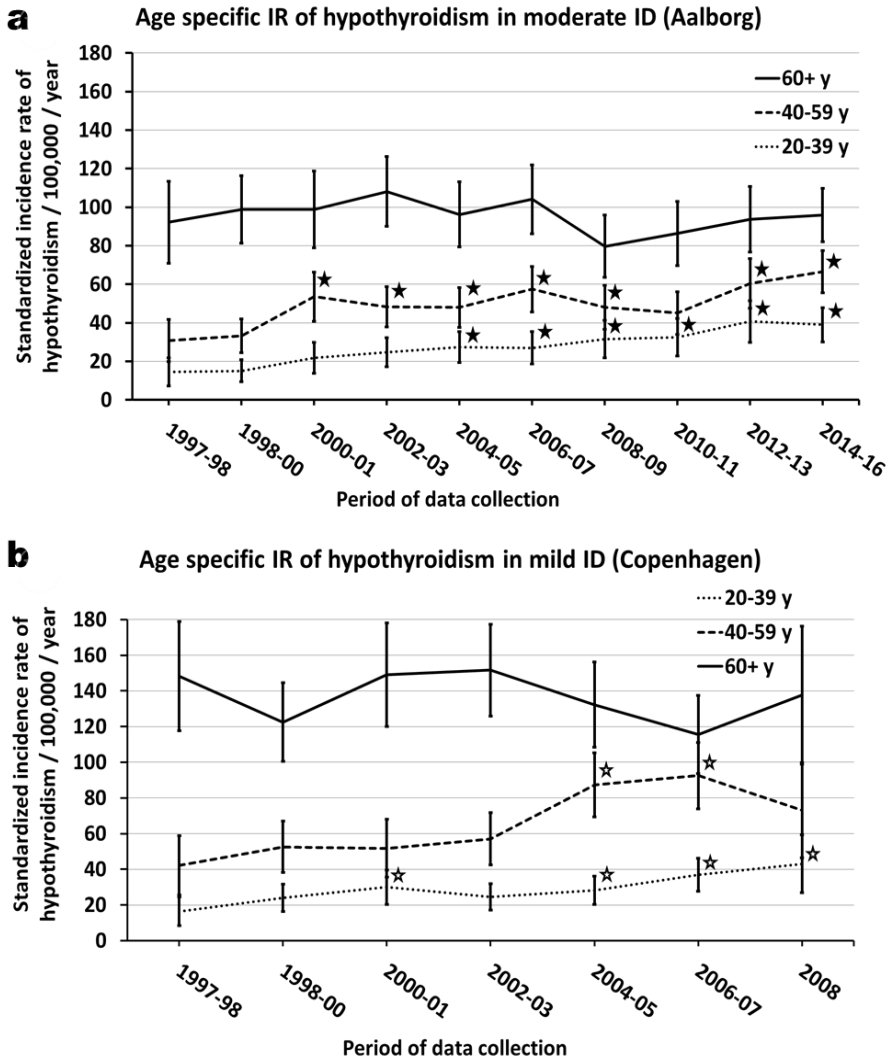 a
Age specific IR of hypothyroidism in moderate ID (Aalborg)
Standardized incidence rate of
hypothyroidism / 100,000 / year
180
160
140
120
100
80
60
40
20
0
60+ y
40-59 y
20-39 y
1997-98
1998-00
2000-01
2002-03
2004-05
2006-07
2008-09
2010-11
2012-13
2014-16
Period of data collection
b
Age specific IR of hypothyroidism in mild ID (Copenhagen)
Standardized incidence rate of
hypothyroidism / 100,000 / year
180
160
140
120
100
80
60
40
20
0
20-39 y
40-59 y
60+ y
1997-98
1998-00
2000-01
2002-03
2004-05
2006-07
2008
Period of data collection